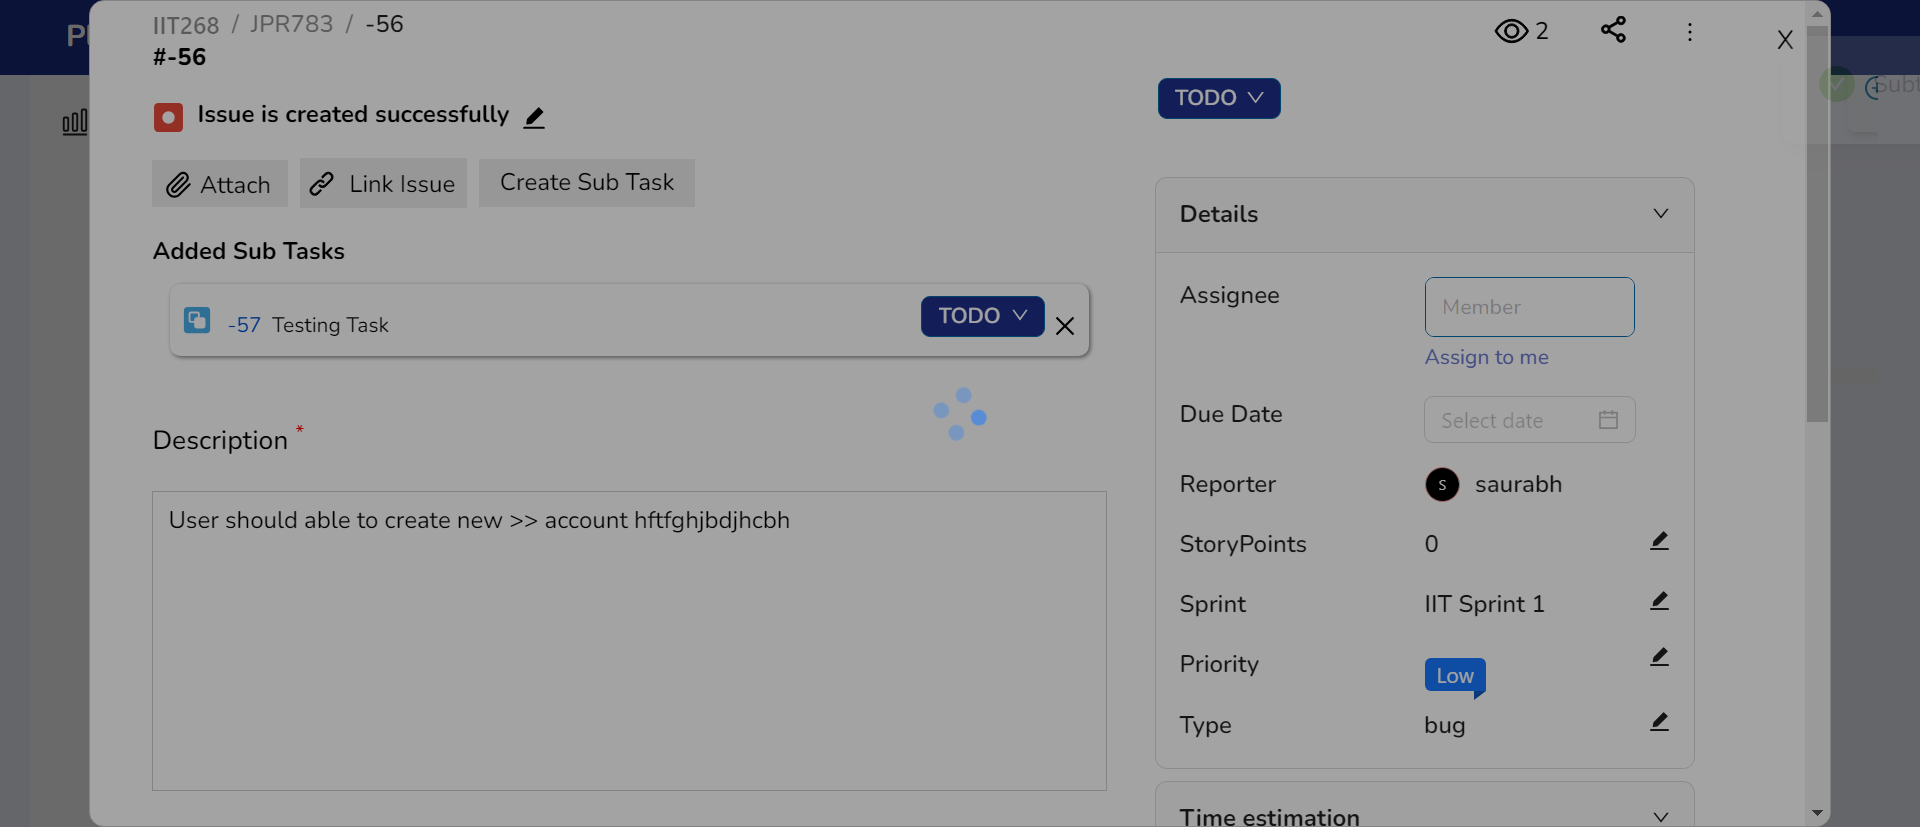 IIT268 / JPR783 / -56
#-56
2
X
Issue is created successfully
TODO
Attach
Link Issue
Create Sub Task
Added Sub Tasks
-57 Testing Task
TODO
Description *
User should able to create new >> account hftfghjbdjhcbh
Details
Assignee
Member
Assign to me
Due Date
Select date
Reporter
S saurabh
StoryPoints
0
Sprint
IIT Sprint 1
Priority
Low
Type
bug
Time estimation